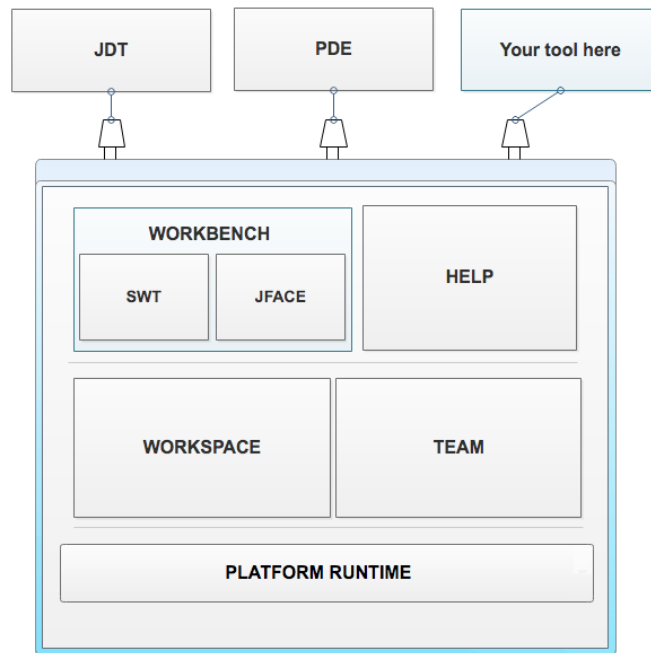 JDT
PDE
Your tool here
WORKBENCH
SWT
JFACE
HELP
WORKSPACE
TEAM
PLATFORM RUNTIME